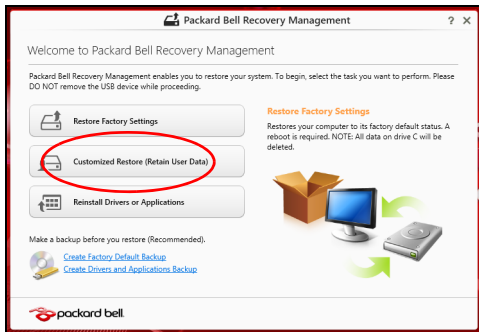 Packard Bell Recovery Management
? X
Welcome to Packard Bell Recovery Management
Packard Bell Recovery Management enables you to restore your system. To begin, select the task you want to perform. Please
DO NOT remove the USB device while proceeding.
Restore Factory Settings
Customized Restore (Retain User Data)
Reinstall Drivers or Applications
Restore Factory Settings
Restores your computer to its factory default status. A
reboot is required. NOTE: All data on drive C will be
deleted.
Make a backup before you restore (Recommended).
Create Factory Default Backup
Create Drivers and Applications Backup
packard bell